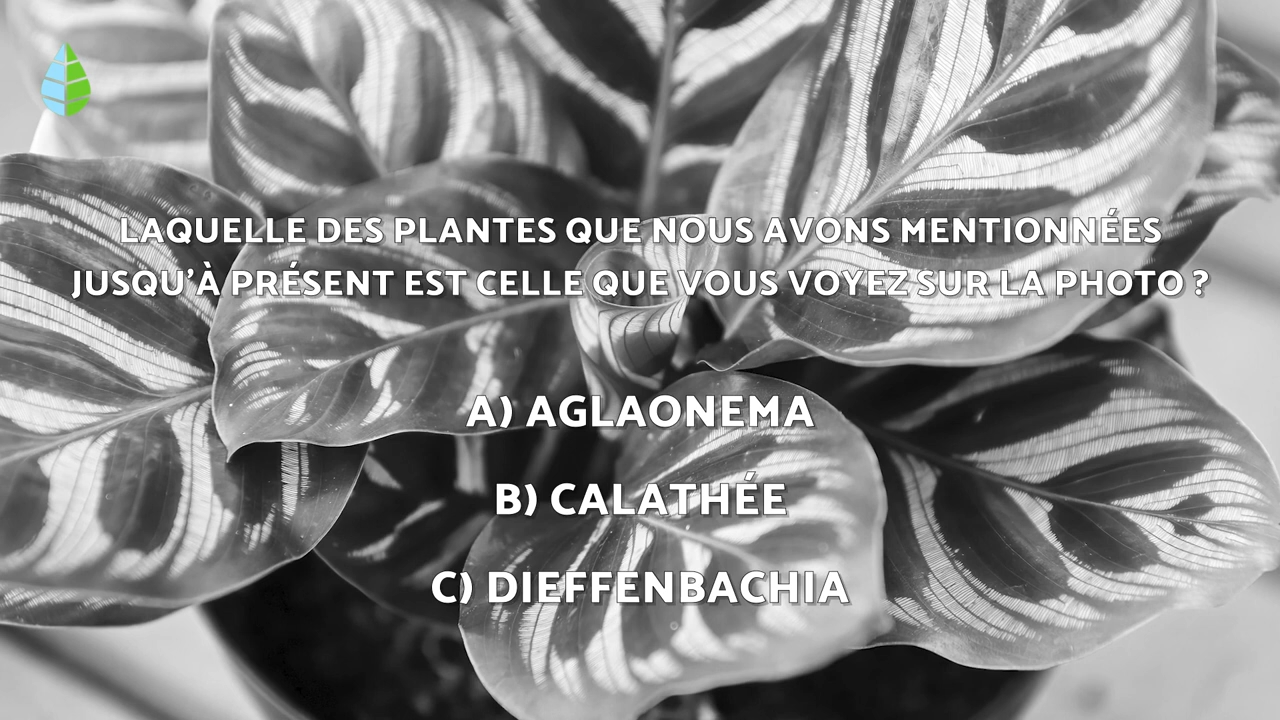 LAQUELLE DES PLANTES QUE NOUS AVONS MENTIONNÉES
JUSQU'À PRÉSENT EST CELLE QUE VOUS VOYEZ SUR LA PHOTO ?
A) AGLAONEMA
B) CALATHÉE
C) DIEFFENBACHIA